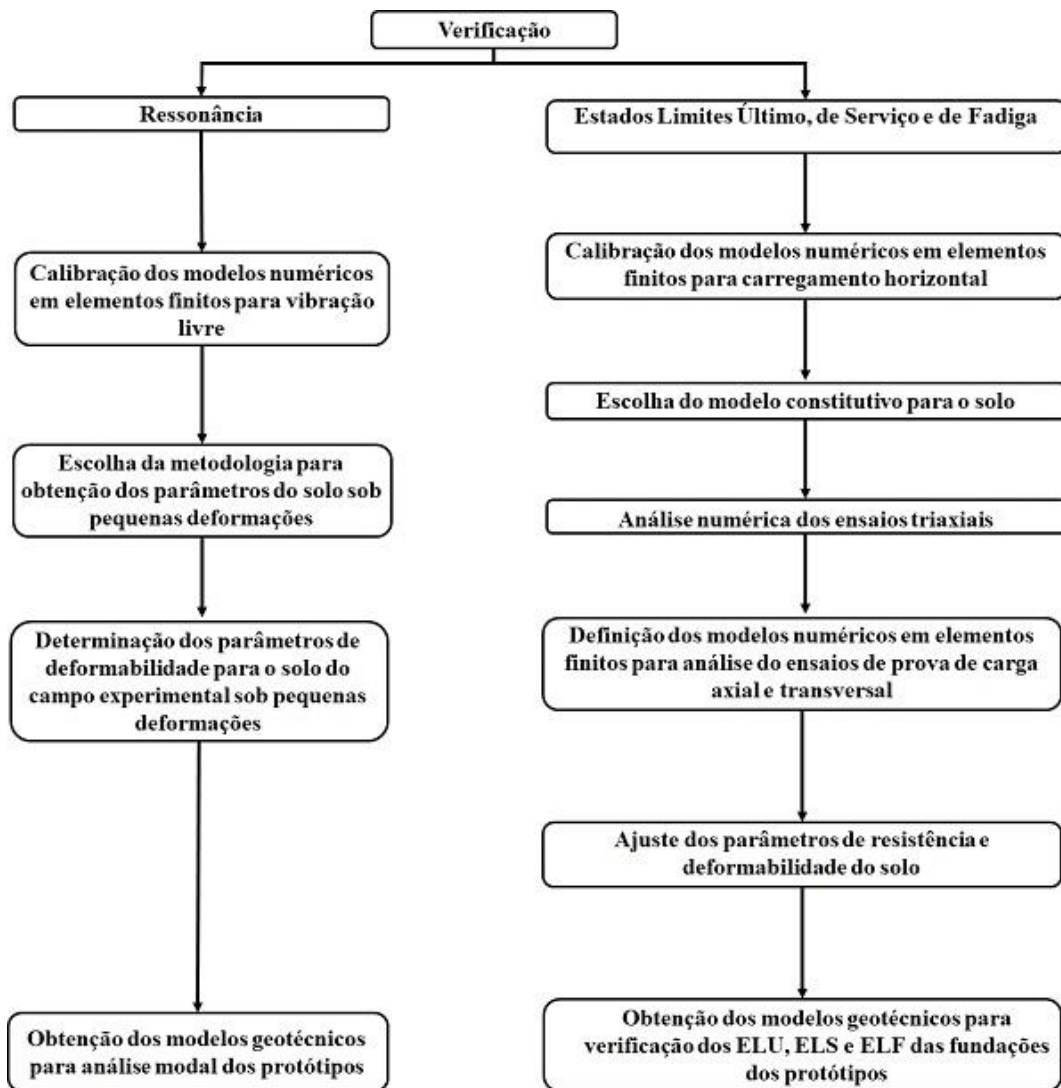 Verificação
Ressonância
Calibração dos modelos numéricos
em elementos finitos para vibração
livre
Escolha da metodologia para
obtenção dos parâmetros do solo sob
pequenas deformações
Determinação dos parâmetros de
deformabilidade para o solo do
campo experimental sob pequenas
deformações
Obtenção dos modelos geotécnicos
para análise modal dos protótipos
Estados Limites Último, de Serviço e de Fadiga
Calibração dos modelos numéricos em elementos
finitos para carregamento horizontal
Escolha do modelo constitutivo para o solo
Análise numérica dos ensaios triaxiais
Definição dos modelos numéricos em elementos
finitos para análise do ensaios de prova de carga
axial e transversal
Ajuste dos parâmetros de resistência e
deformabilidade do solo
Obtenção dos modelos geotécnicos para
verificação dos ELU, ELS e ELF das fundações
dos protótipos